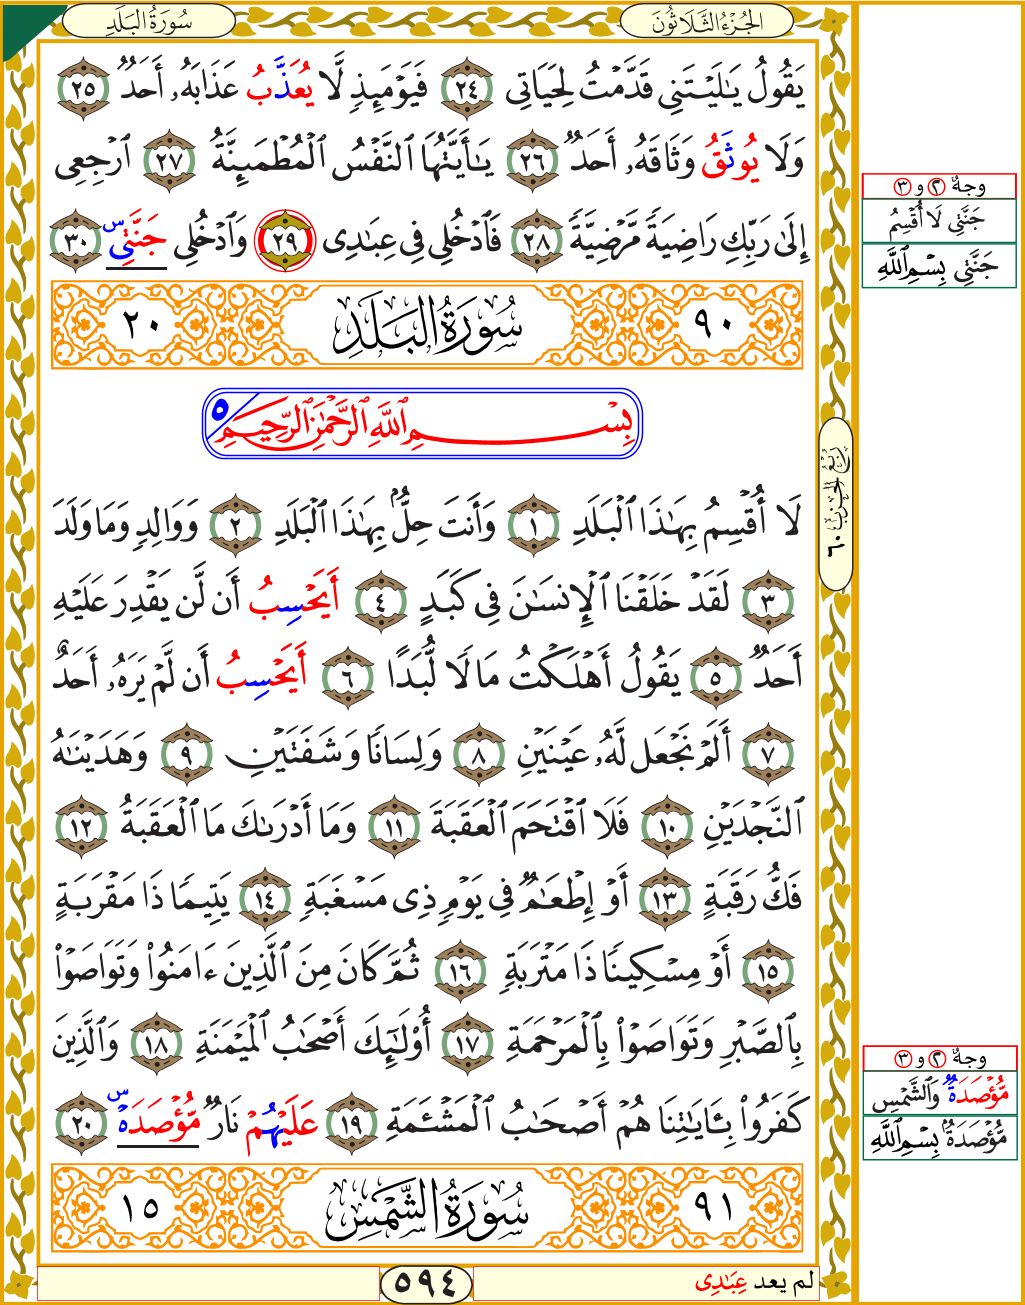 سُورَةُ البَلَدِ
الجُزْءُ الثَّلَاثُونَ
يَقُولُ يَٰلَيْتَنِى قَدَّمْتُ لِحَيَاتِى ٢٤ فَيَوْمَئِذٍ لَّا يُعَذَّبُ عَذَابَهُۥ أَحَدٌ ٢٥
وَلَا يُوثَقُ وَثَاقَهُۥ أَحَدٌ ٢٦ يَٰأَيَّتُهَا ٱلنَّفْسُ ٱلْمُطْمَئِنَّةُ ٢٧ ٱرْجِعِى
إِلَىٰ رَبِّكِ رَاضِيَةً مَّرْضِيَّةً ٢٨ فَٱدْخُلِى فِى عِبَٰدِى ٢٩ وَٱدْخُلِى جَنَّتِى س ٣٠
وجهُ ٢ و ٣
جَنَّتِى لَا أُقْسِمُ
جَنَّتِى بِسْمِ ٱللَّهِ
٩٠ سُورَةُ البَلَدِ ٢٠
بِسْمِ ٱللَّهِ ٱلرَّحْمَٰنِ ٱلرَّحِيمِ ٥
لَا أُقْسِمُ بِهَٰذَا ٱلْبَلَدِ ١ وَأَنتَ حِلٌّ بِهَٰذَا ٱلْبَلَدِ ٢ وَوَالِدٍ وَمَا وَلَدَ
٣ لَقَدْ خَلَقْنَا ٱلْإِنسَٰنَ فِى كَبَدٍ ٤ أَيَحْسِبُ أَن لَّن يَقْدِرَ عَلَيْهِ
أَحَدٌ ٥ يَقُولُ أَهْلَكْتُ مَالًا لُّبَدًا ٦ أَيَحْسِبُ أَن لَّمْ يَرَهُۥ أَحَدٌ
٧ أَلَمْ نَجْعَل لَّهُۥ عَيْنَيْنِ ٨ وَلِسَانًا وَشَفَتَيْنِ ٩ وَهَدَيْنَٰهُ
ٱلنَّجْدَيْنِ ١٠ فَلَا ٱقْتَحَمَ ٱلْعَقَبَةَ ١١ وَمَا أَدْرَىٰكَ مَا ٱلْعَقَبَةُ ١٢
فَكُّ رَقَبَةٍ ١٣ أَوْ إِطْعَٰمٌ فِى يَوْمٍ ذِى مَسْغَبَةٍ ١٤ يَتِيمًا ذَا مَقْرَبَةٍ
١٥ أَوْ مِسْكِينًا ذَا مَتْرَبَةٍ ١٦ ثُمَّ كَانَ مِنَ ٱلَّذِينَ ءَامَنُواْ وَتَوَاصَوْاْ
بِٱلصَّبْرِ وَتَوَاصَوْاْ بِٱلْمَرْحَمَةِ ١٧ أُوْلَٰئِكَ أَصْحَٰبُ ٱلْمَيْمَنَةِ ١٨ وَٱلَّذِينَ
كَفَرُواْ بِـَٔايَٰتِنَا هُمْ أَصْحَٰبُ ٱلْمَشْـَٔمَةِ ١٩ عَلَيْهُمْ نَارٌ مُّؤْصَدَةٌ س ٢٠
رُبْعُ الحِزْبِ ٦٠
وجهُ ٢ و ٣
مُّؤْصَدَةٌ وَٱلشَّمْسِ
مُّؤْصَدَةٌ بِسْمِ ٱللَّهِ
٩١ سُورَةُ الشَّمْسِ ١٥
لم يعد عِبَٰدِى
٥٩٤